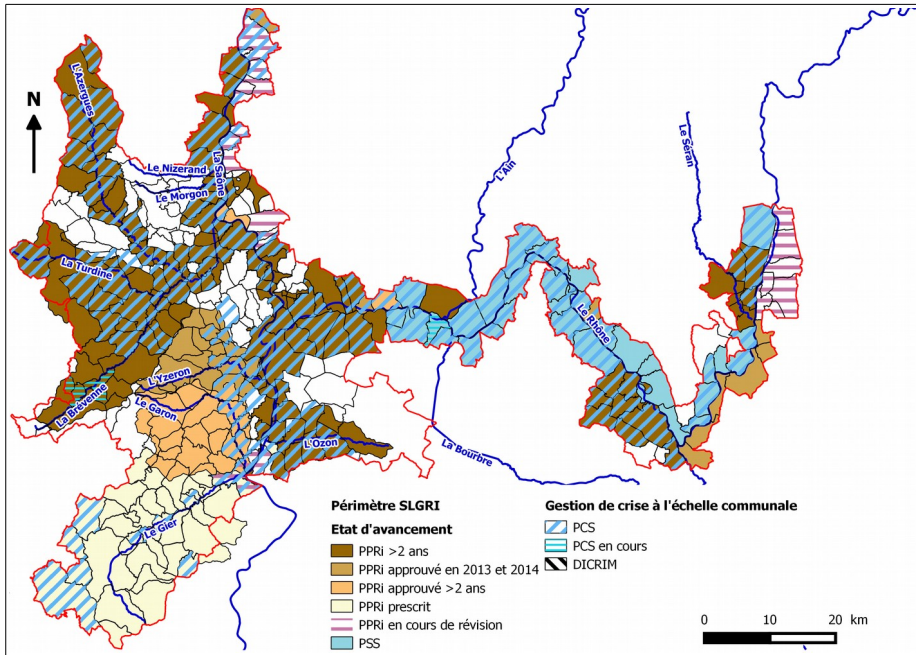 L'Azergues
N
La Saône
Le Nizerand
Le Morgon
L'Ain
Le Séran
La Turdine
Le Rhône
L'Yzeron
La Brévenne
Le Garon
L'Ozon
La Bourbre
Le Gier
Périmètre SLGRI
Etat d'avancement
PPRi >2 ans
PPRi approuvé en 2013 et 2014
PPRi approuvé >2 ans
PPRi prescrit
PPRi en cours de révision
PSS
Gestion de crise à l'échelle communale
PCS
PCS en cours
DICRIM
0 10 20 km